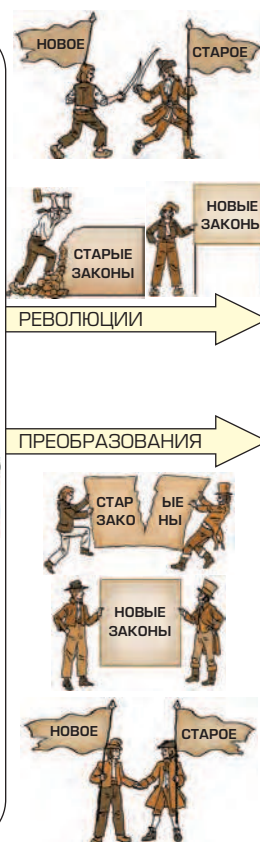 НОВОЕ
СТАРОЕ
НОВЫЕ
ЗАКОНЫ
СТАРЫЕ
ЗАКОНЫ
РЕВОЛЮЦИИ
ПРЕОБРАЗОВАНИЯ
СТАР ЫЕ
ЗАКО НЫ
НОВЫЕ
ЗАКОНЫ
НОВОЕ
СТАРОЕ